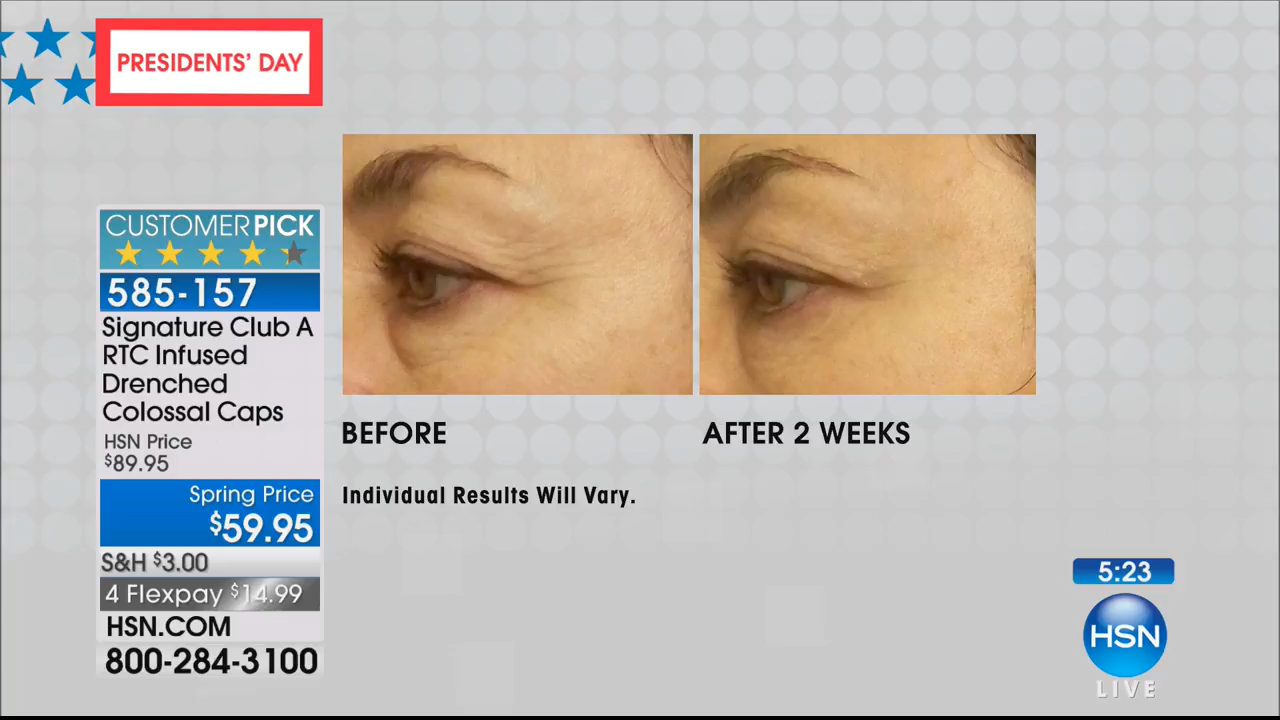 PRESIDENTS' DAY
CUSTOMER PICK
585-157
Signature Club A
RTC Infused
Drenched
Colossal Caps
HSN Price
$89.95
Spring Price
$59.95
S&H $3.00
4 Flexpay $14.99
HSN.COM
800-284-3100
BEFORE
AFTER 2 WEEKS
Individual Results Will Vary.
5:23
HSN
LIVE